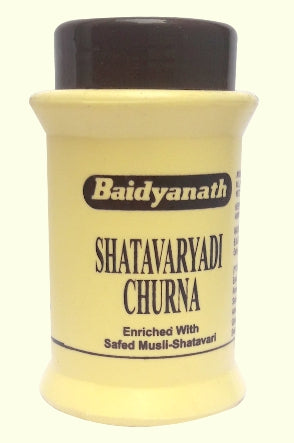 Baidyanath
SHATAVARYADI
CHURNA
Enriched With
Safed Musli-Shatavari